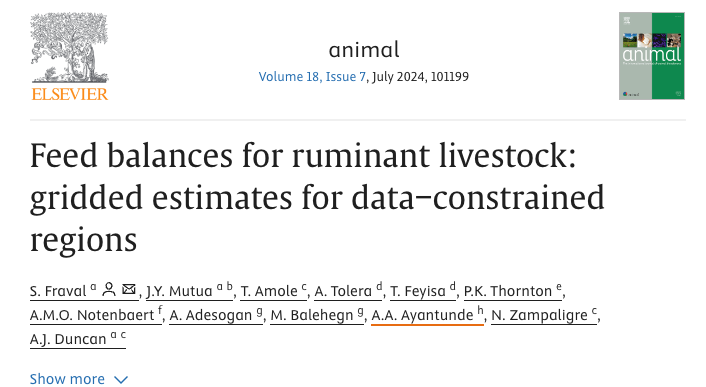 ELSEVIER
animal
Volume 18, Issue 7, July 2024, 101199
animal
Feed balances for ruminant livestock:
gridded estimates for data-constrained
regions
S. Fraval a, J.Y. Mutua a b, T. Amole c, A. Tolera d, T. Feyisa d, P.K. Thornton e,
A.M.O. Notenbaert f, A. Adesogan g, M. Balehegn g, A.A. Ayantunde h, N. Zampaligre c,
A.J. Duncan a c
Show more